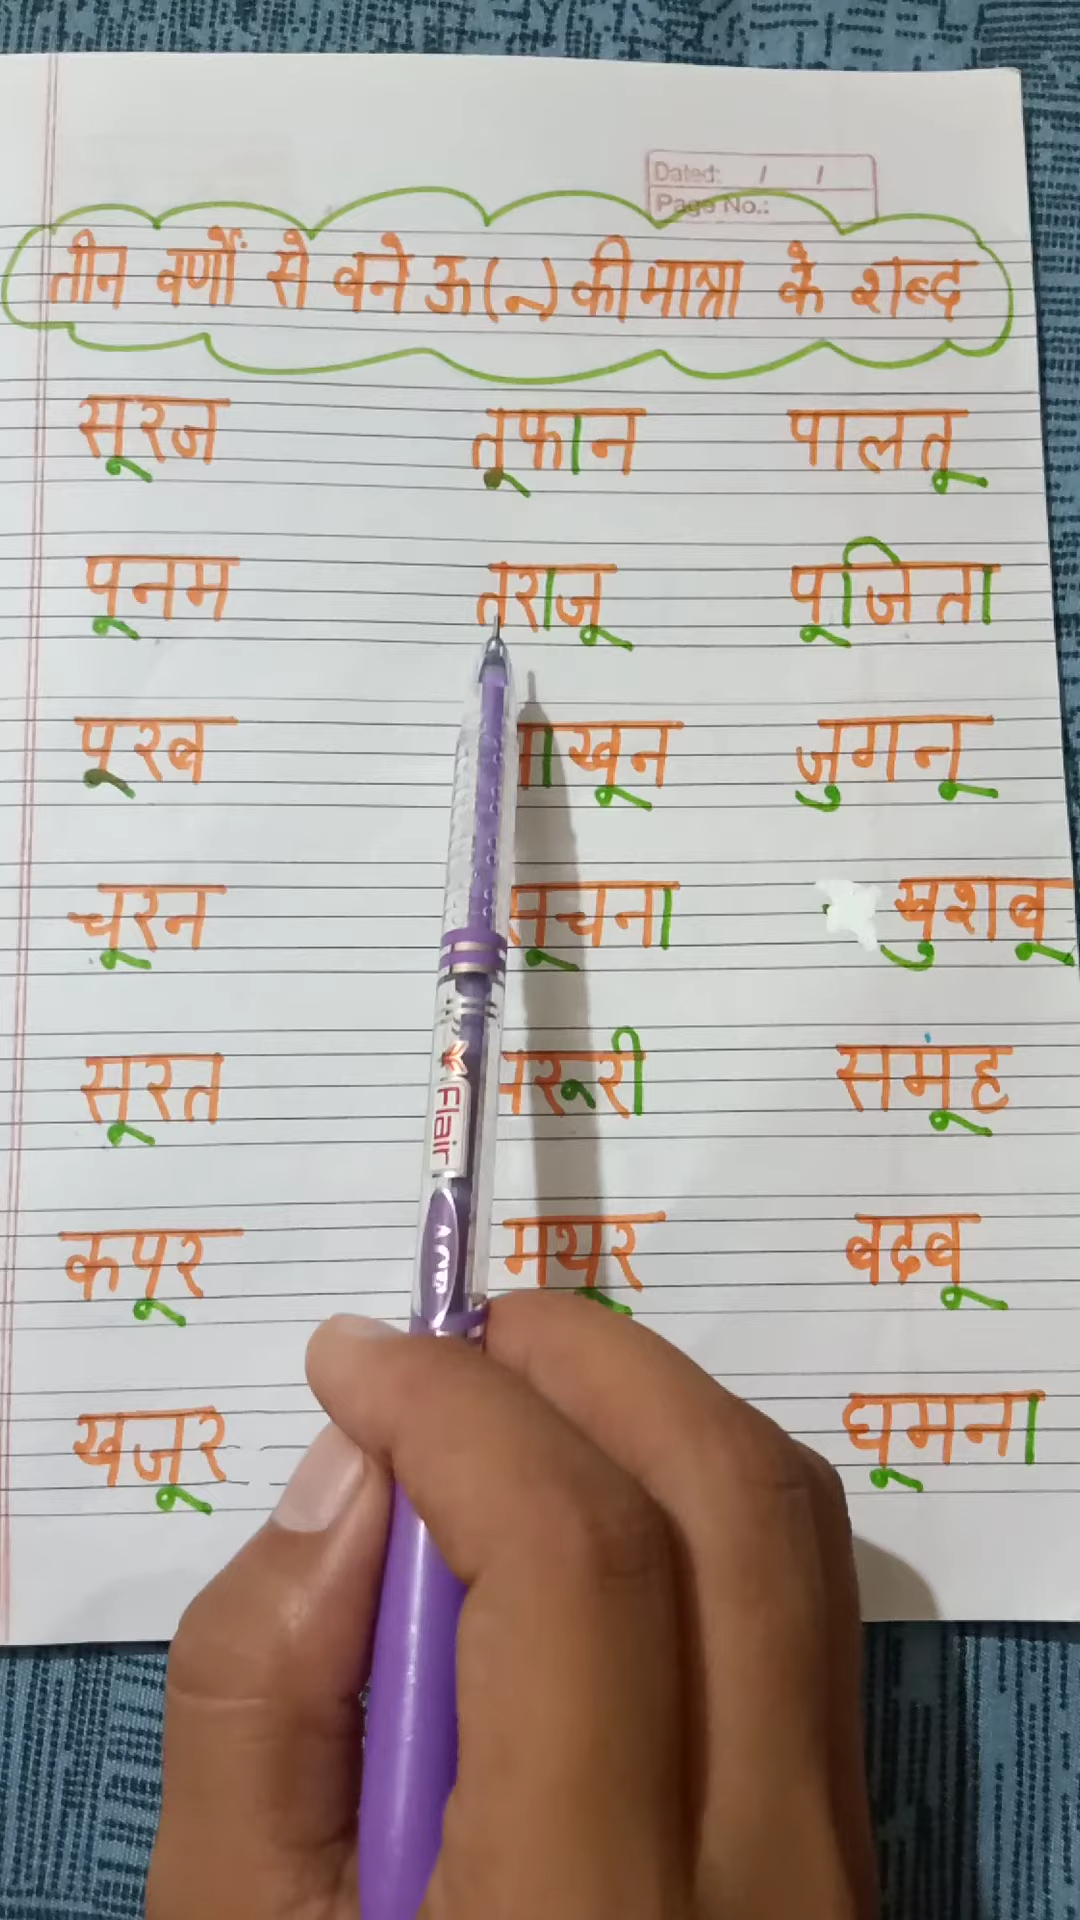 Dated: / /
Page No.:
तीन वर्णों से बने ऊ(ू) की मात्रा के शब्द
सूरज तूफान पालतू
पूनम तराजू पूजिता
पूरब जुगनू
चूरन सूचना खुशबू
सूरत समूंह
कपूर मयूर बदबू
खजूर घूमना
Flair